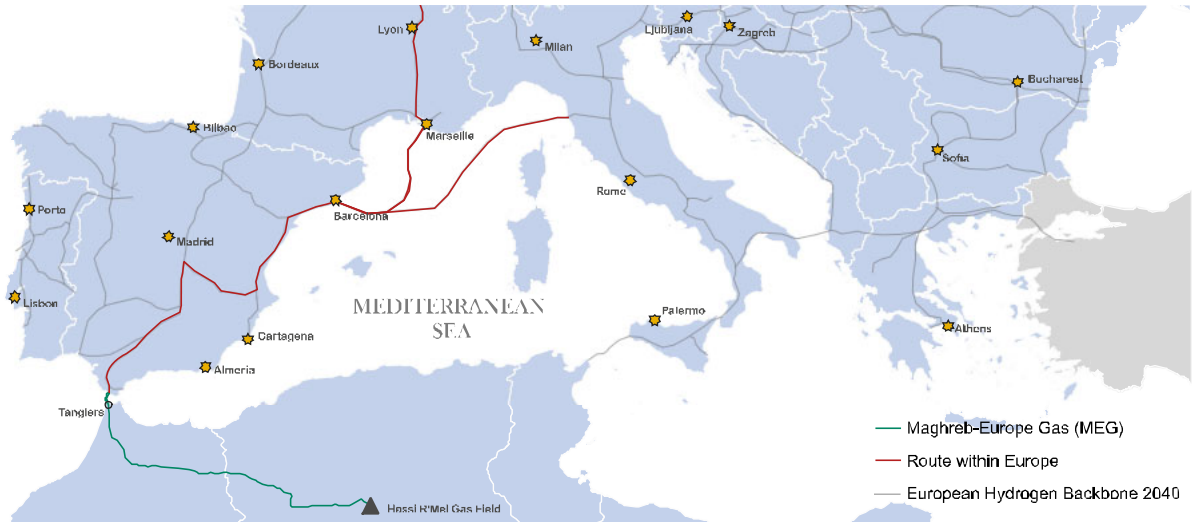 Lyon
Milan
Ljubljana
Zagreb
Bordeaux
Bucharest
Bilbao
Marseille
Sofia
Rome
Porto
Barcelona
Madrid
Lisbon
MEDITERRANEAN
SEA
Palermo
Cartagena
Athens
Almeria
Tangiers
Maghreb-Europe Gas (MEG)
Route within Europe
European Hydrogen Backbone 2040
Hassi R'Mel Gas Field